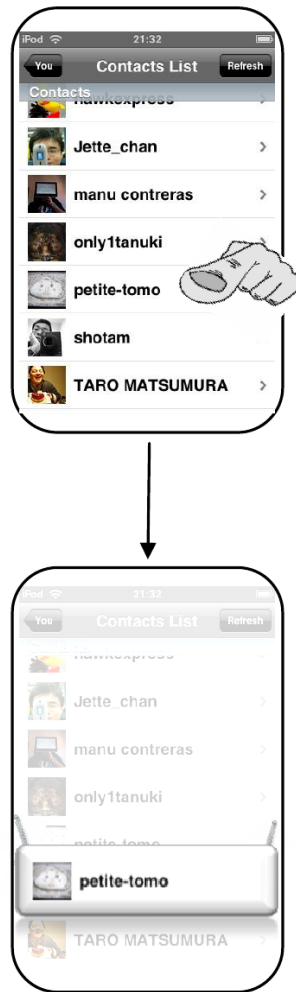 iPod 21:32
You Contacts List Refresh
Contacts
hawkexpress
Jette_chan
manu contreras
only1tanuki
petite-tomo
shotam
TARO MATSUMURA
iPod 21:32
You Contacts List Refresh
hawkexpress
Jette_chan
manu contreras
only1tanuki
petite-tomo
petite-tomo
TARO MATSUMURA